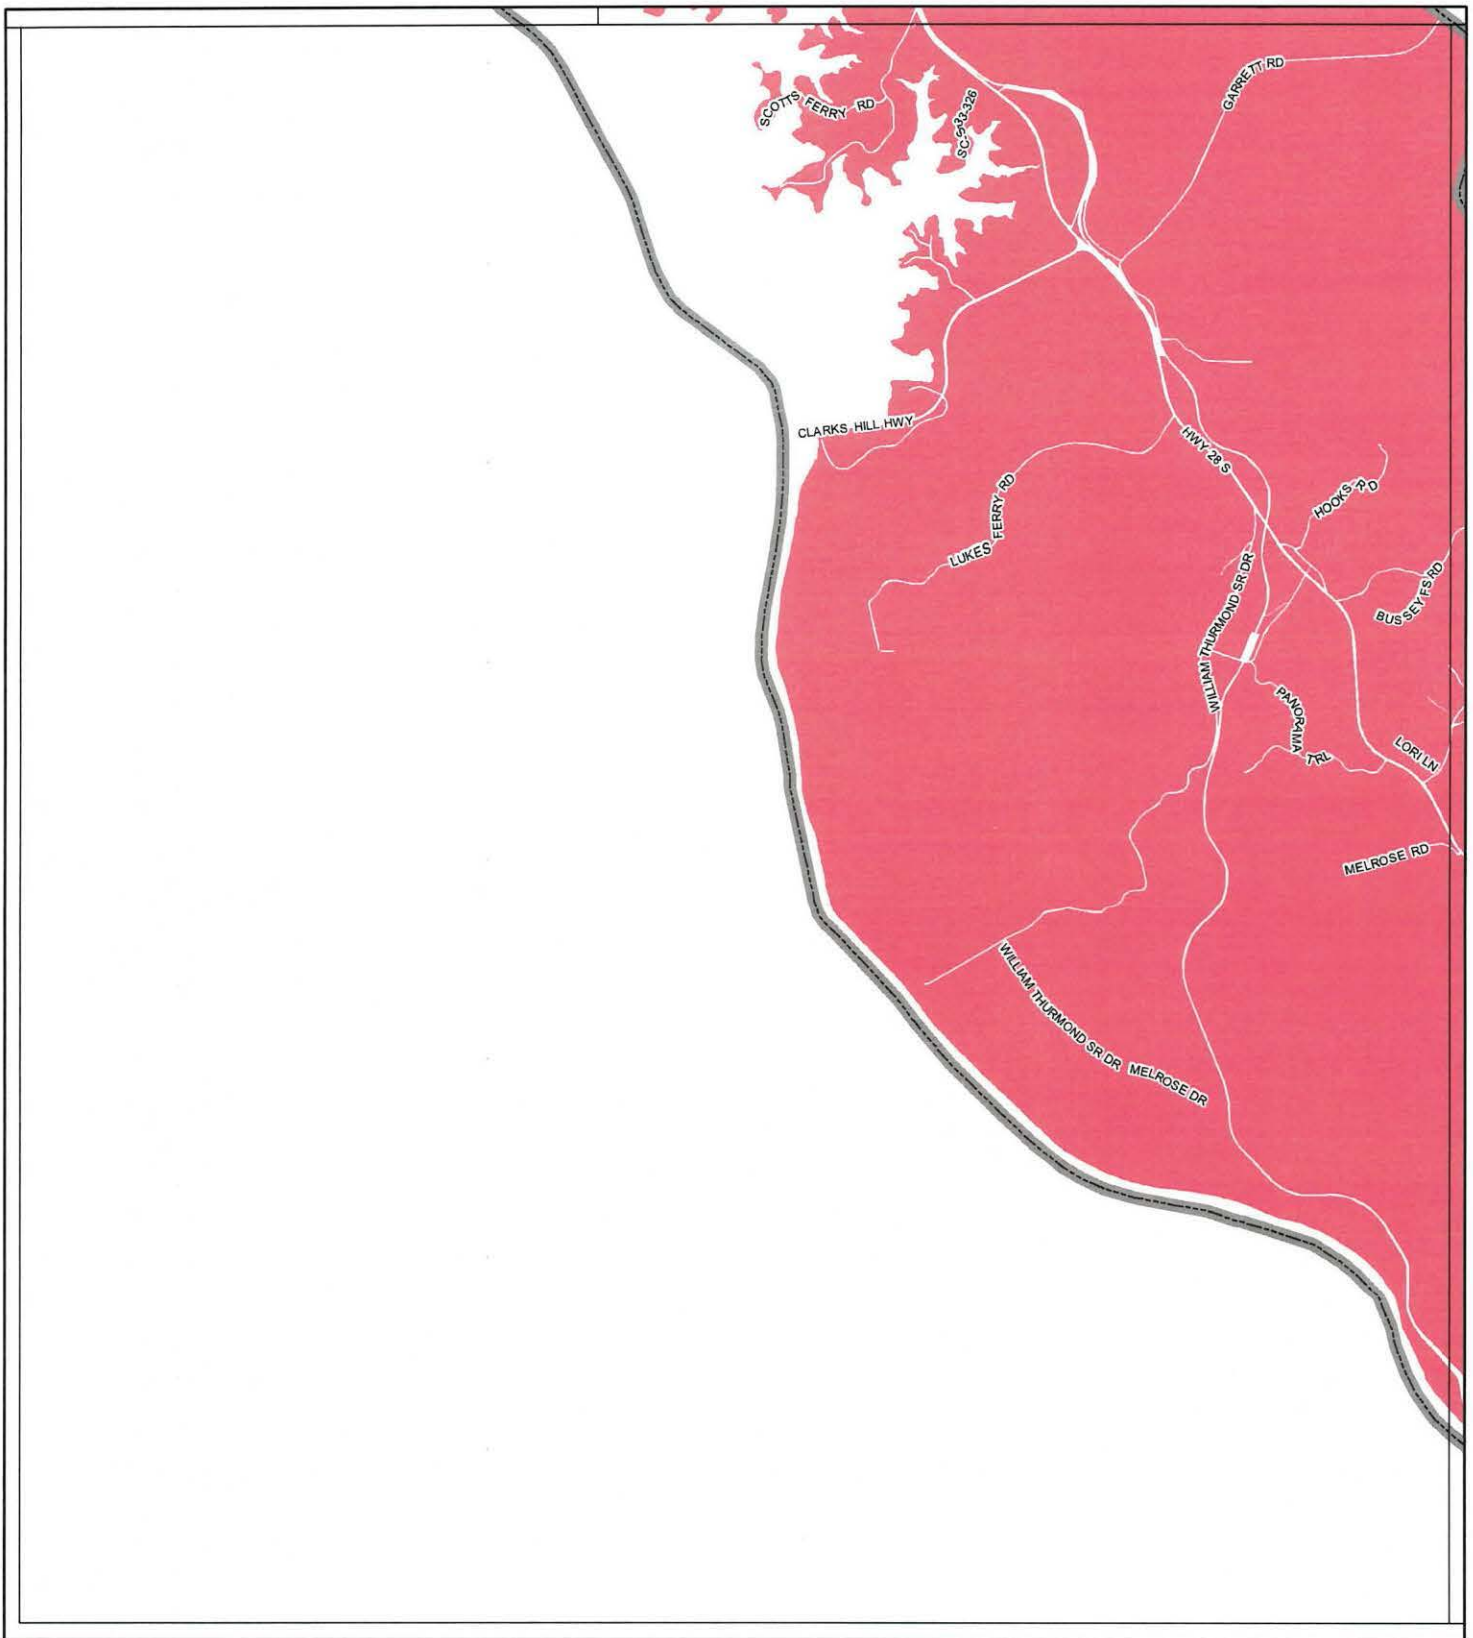 GARRETT RD
SCOTTS FERRY RD
SC-S-33-326
CLARKS HILL HWY
HWY 28 S
HOOKS RD
LUKES FERRY RD
WILLIAM THURMOND SR DR
BUSSEY FS RD
PANORAMA TRL
LORI LN
MELROSE RD
WILLIAM THURMOND SR DR
MELROSE DR